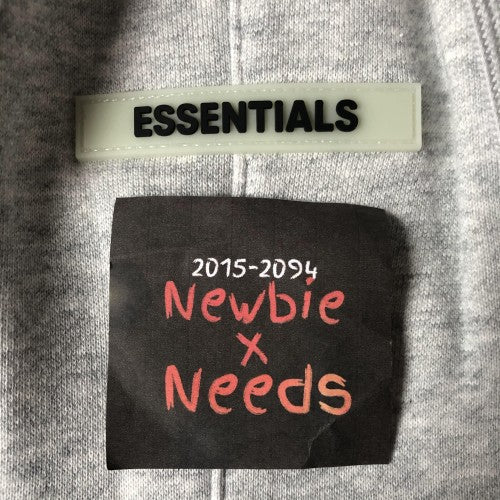 ESSENTIALS
2015-2094
Newbie
x
Needs